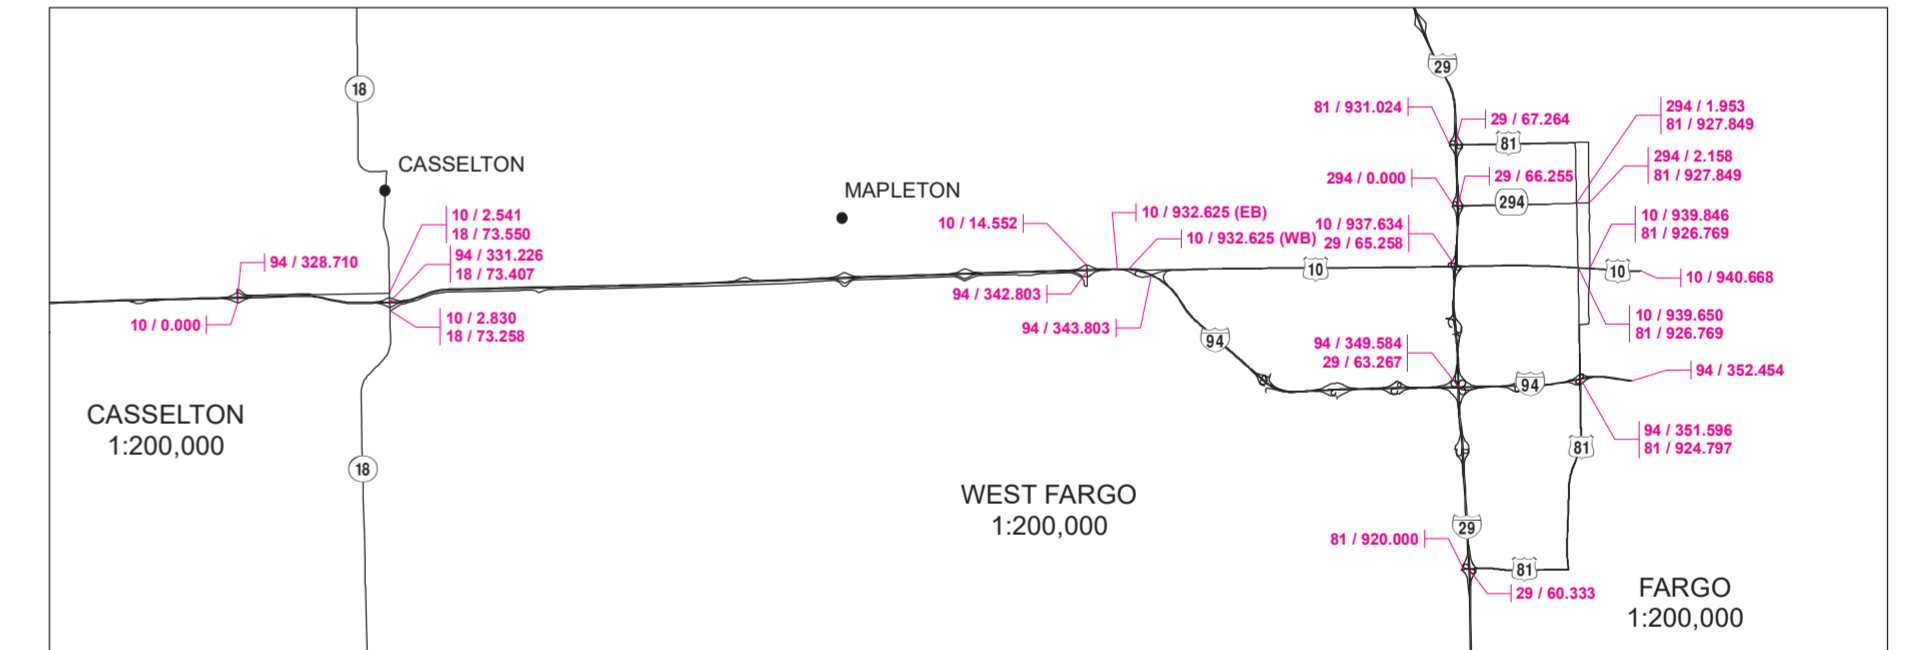 29
18
81 / 931.024
29 / 67.264
294 / 1.953
81 / 927.849
81
CASSELTON
294 / 2.158
81 / 927.849
294 / 0.000
29 / 66.255
MAPLETON
294
10 / 2.541
18 / 73.550
10 / 14.552
10 / 932.625 (EB)
10 / 937.634
29 / 65.258
10 / 939.846
81 / 926.769
10 / 932.625 (WB)
94 / 328.710
94 / 331.226
18 / 73.407
10
10
10 / 940.668
94 / 342.803
10 / 0.000
10 / 2.830
18 / 73.258
94 / 343.803
10 / 939.650
81 / 926.769
94
94 / 349.584
29 / 63.267
94
94 / 352.454
CASSELTON
1:200,000
94 / 351.596
81 / 924.797
81
18
WEST FARGO
1:200,000
29
81 / 920.000
81
29 / 60.333
FARGO
1:200,000